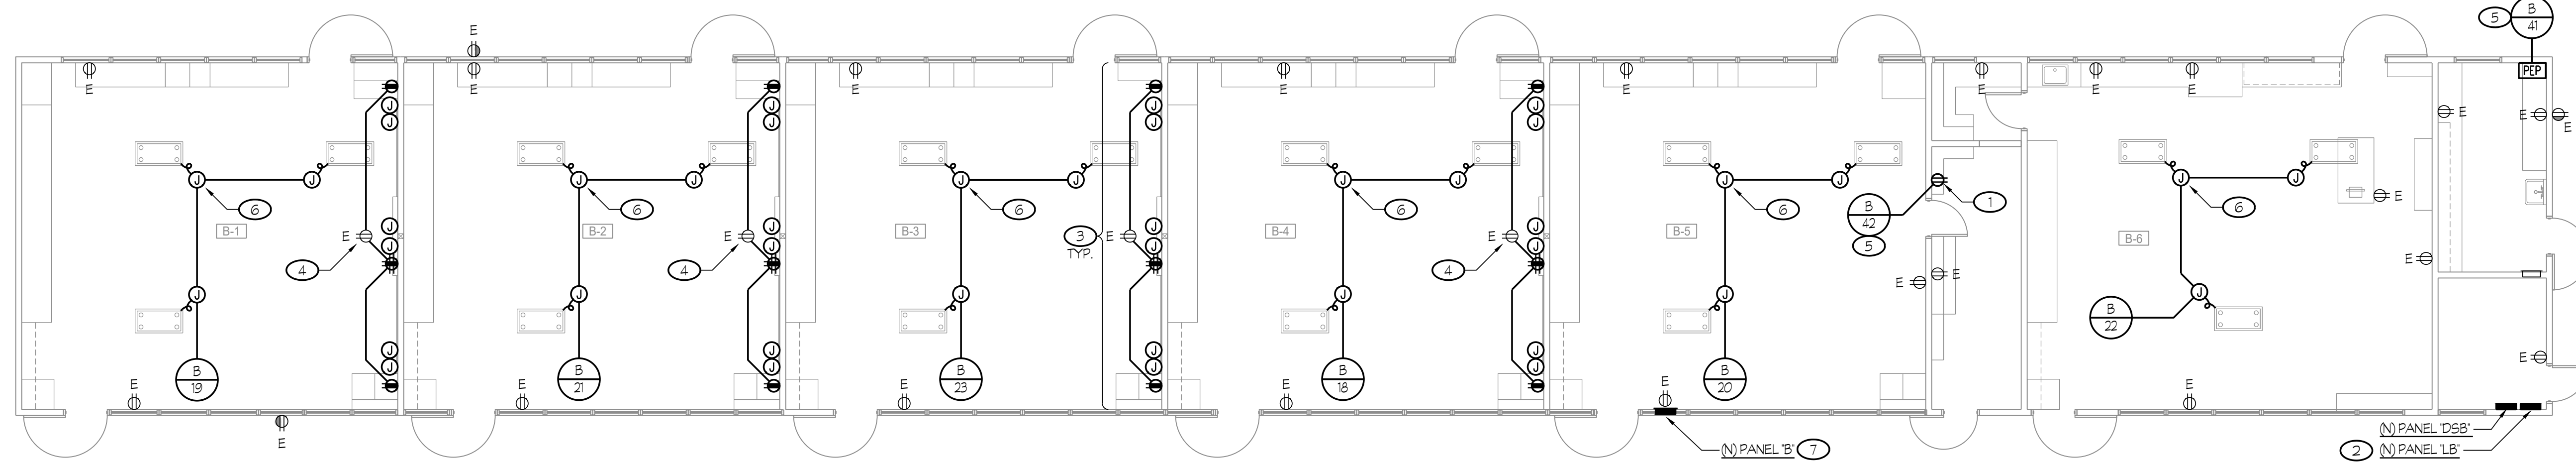 5 B
41
E
E E E E E E E E
PEP
E
E E
E
J J J J J J J J
J J J J J J J J J J J J
1
6 6 6 6 6 6
B
42
5
E
J J J J
B-1 B-2 B-3 B-4 B-5 B-6
E E 3 E E
TYP.
J J J J
4 4 4
E
E E
J J J J J J
B
22
J J J J
J J J J
E
B
19
B
21
B
23
B
18
B
20
E E E E E E
(N) PANEL "DSB"
E
(N) PANEL "B" 7
2 (N) PANEL "LB"